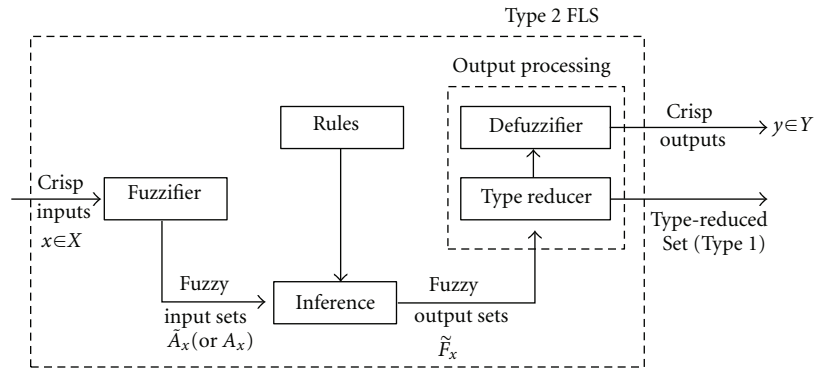 Type 2 FLS
Output processing
Rules
Defuzzifier
Crisp
outputs
y∈Y
Crisp
inputs
x∈X
Fuzzifier
Type reducer
Type-reduced
Set (Type 1)
Fuzzy
input sets
Ã_x(or A_x)
Inference
Fuzzy
output sets
F̃_x